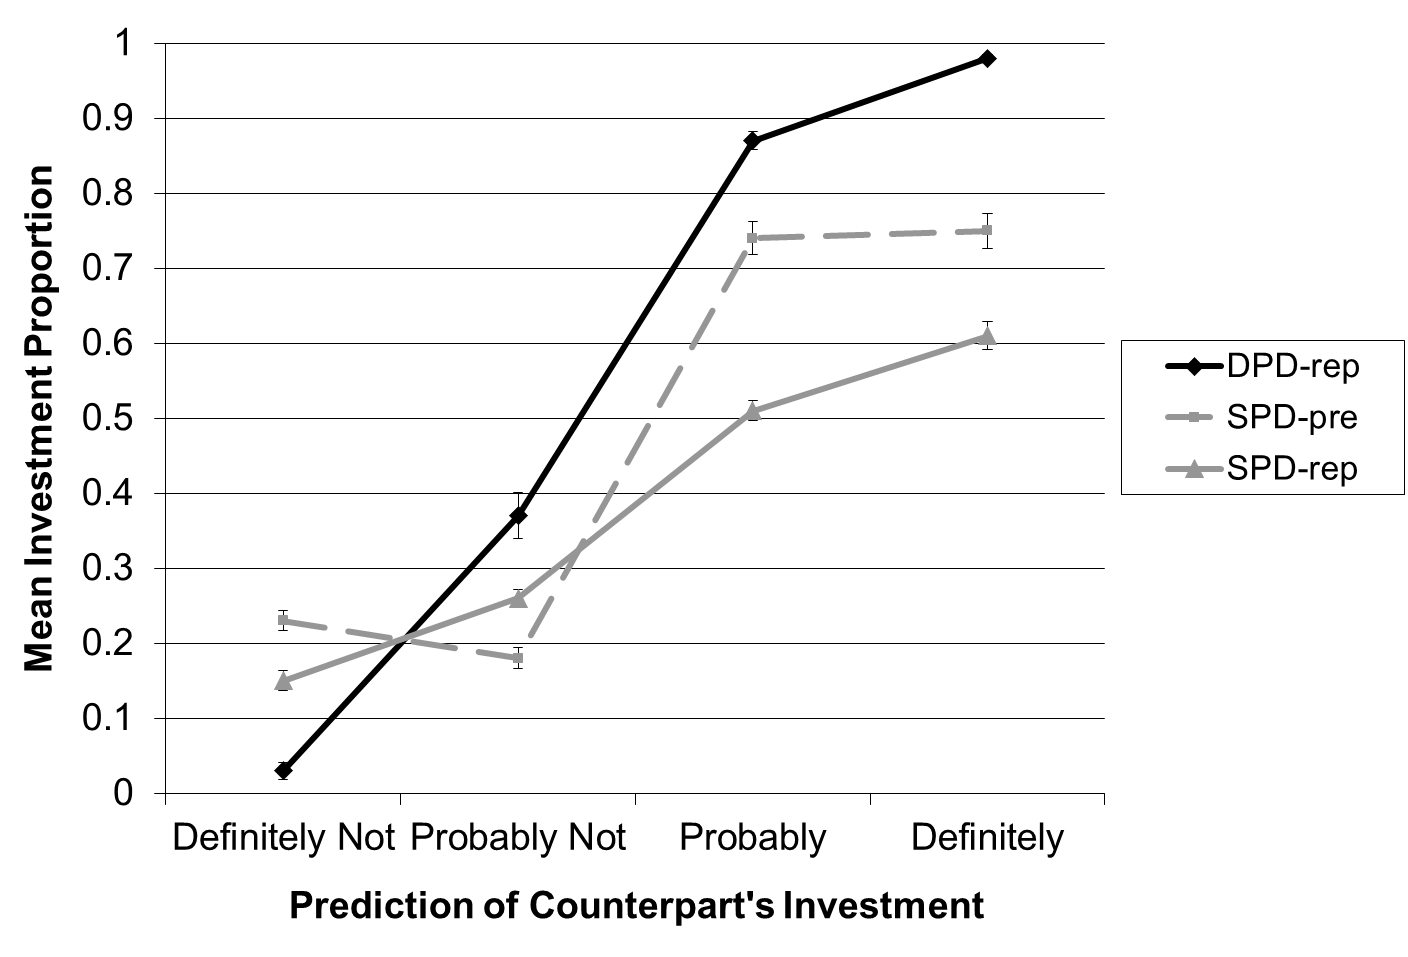 1
0.9
0.8
0.7
0.6
0.5
0.4
0.3
0.2
0.1
0
Mean Investment Proportion
Definitely Not Probably Not Probably Definitely
Prediction of Counterpart's Investment
DPD-rep
SPD-pre
SPD-rep